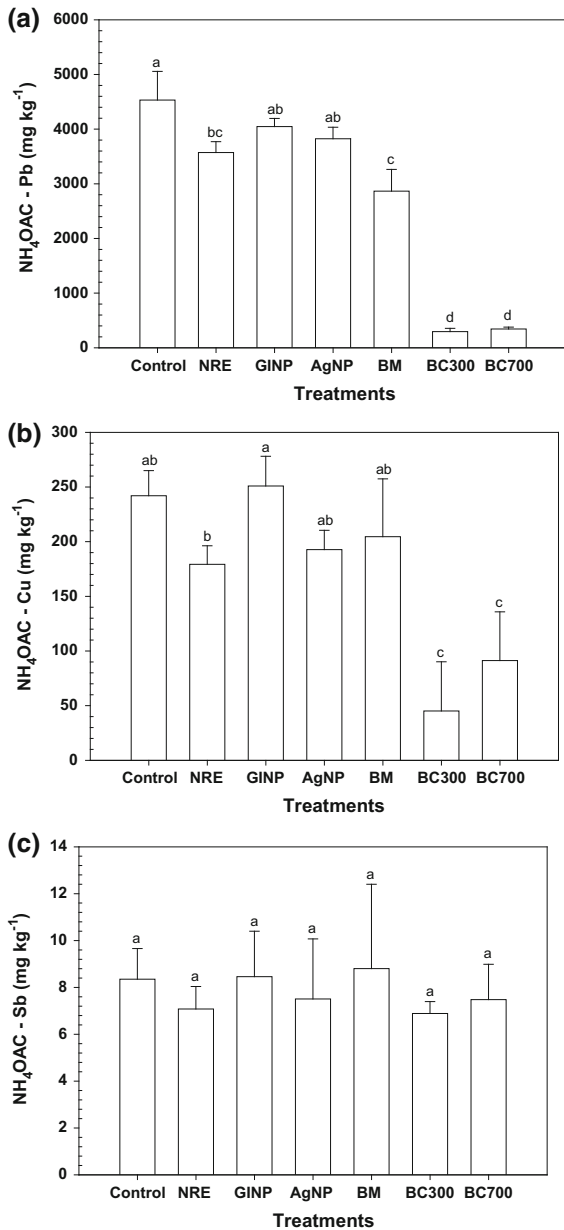 (a)
NH₄OAC - Pb (mg kg⁻¹)
6000
5000
4000
3000
2000
1000
0
a
bc
ab
ab
c
d
d
Control NRE GINP AgNP BM BC300 BC700
Treatments
(b)
NH₄OAC - Cu (mg kg⁻¹)
300
250
200
150
100
50
0
ab
b
a
ab
ab
c
c
Control NRE GINP AgNP BM BC300 BC700
Treatments
(c)
NH₄OAC - Sb (mg kg⁻¹)
14
12
10
8
6
4
2
0
a
a
a
a
a
a
a
Control NRE GINP AgNP BM BC300 BC700
Treatments